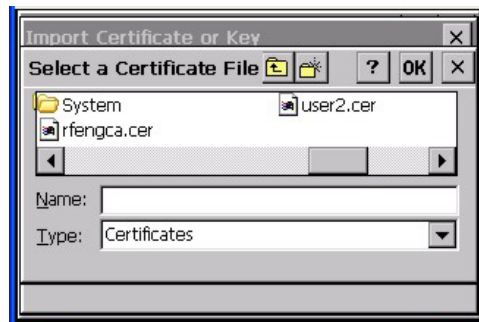 Import Certificate or Key
Select a Certificate File ? OK
System user2.cer
rfengca.cer
Name:
Type: Certificates